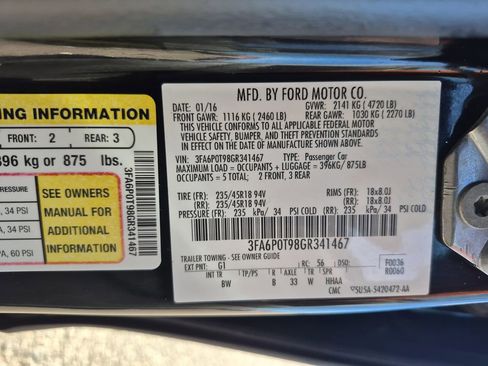 NG INFORMATION
FRONT: 2 REAR: 3
396 kg or 875 lbs.
PRESSURE
SEE OWNERS
MANUAL FOR
ADDITIONAL
INFORMATION
A, 34 PSI
A, 34 PSI
A, 60 PSI
3FA6P0T98GR341467
MFD. BY FORD MOTOR CO.
DATE: 01/16 GVWR: 2141 KG ( 4720 LB)
FRONT GAWR: 1116 KG ( 2460 LB) REAR GAWR: 1030 KG ( 2270 LB)
THIS VEHICLE CONFORMS TO ALL APPLICABLE FEDERAL MOTOR
VEHICLE SAFETY, BUMPER, AND THEFT PREVENTION STANDARDS
IN EFFECT ON THE DATE OF MANUFACTURE SHOWN ABOVE.
VIN: 3FA6P0T98GR341467 TYPE: Passenger Car
MAXIMUM LOAD = OCCUPANTS + LUGGAGE = 396KG/ 875LB
OCCUPANTS = 5 TOTAL, 2 FRONT, 3 REAR
TIRE (FR): 235/45R18 94V RIMS (FR): 18x8.0J
TIRE (RR): 235/45R18 94V (RR): 18x8.0J
PRESSURE (FR): 235 kPa/ 34 PSI COLD (RR): 235 kPa/ 34 PSI COLD
3FA6P0T98GR341467
TRAILER TOWING - SEE OWNER GUIDE
EXT PNT: G1 RC: 56 DSO: F0036
R0060
INT TR TP/PS R AXLE TR SPR
BW B 33 W HHAA
CMC 5U5A-5420472-AA